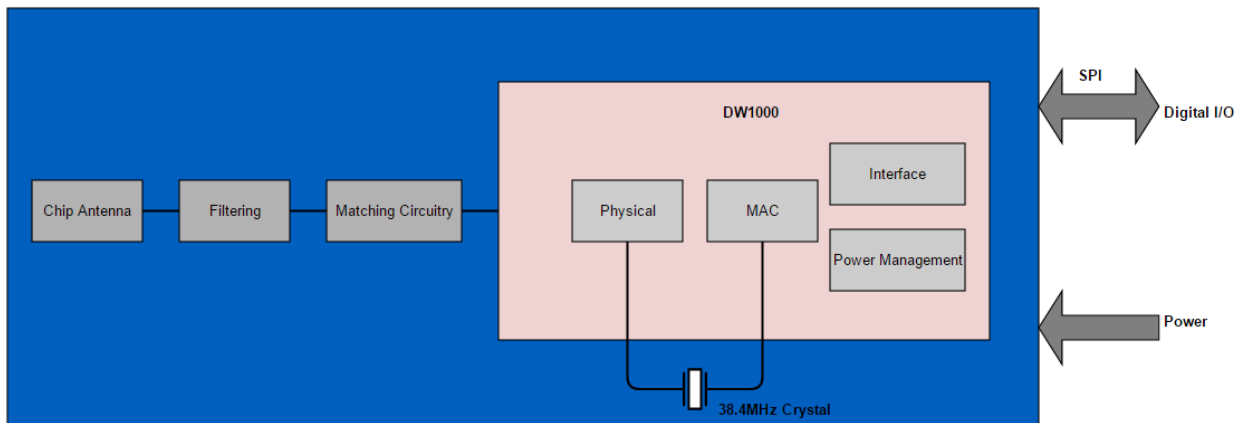 SPI
DW1000
Digital I/O
Interface
Chip Antenna
Filtering
Matching Circuitry
Physical
MAC
Power Management
Power
38.4MHz Crystal